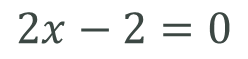 2𝑥 − 2 = 0